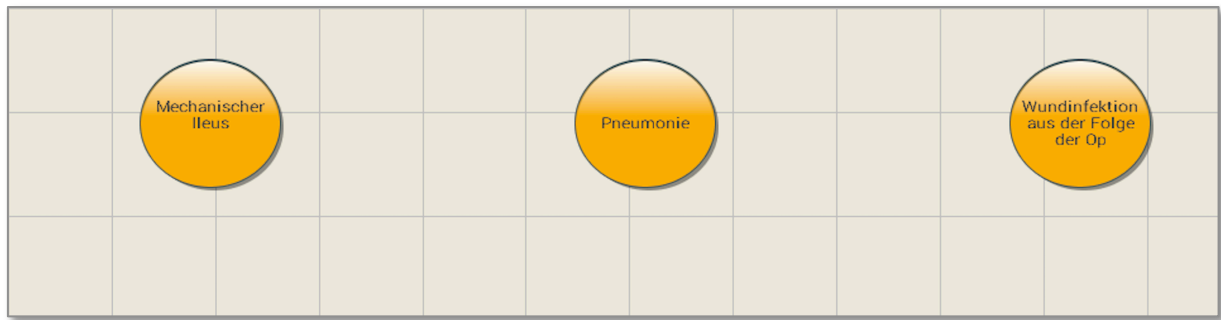 Mechanischer
Ileus
Pneumonie
Wundinfektion
aus der Folge
der Op